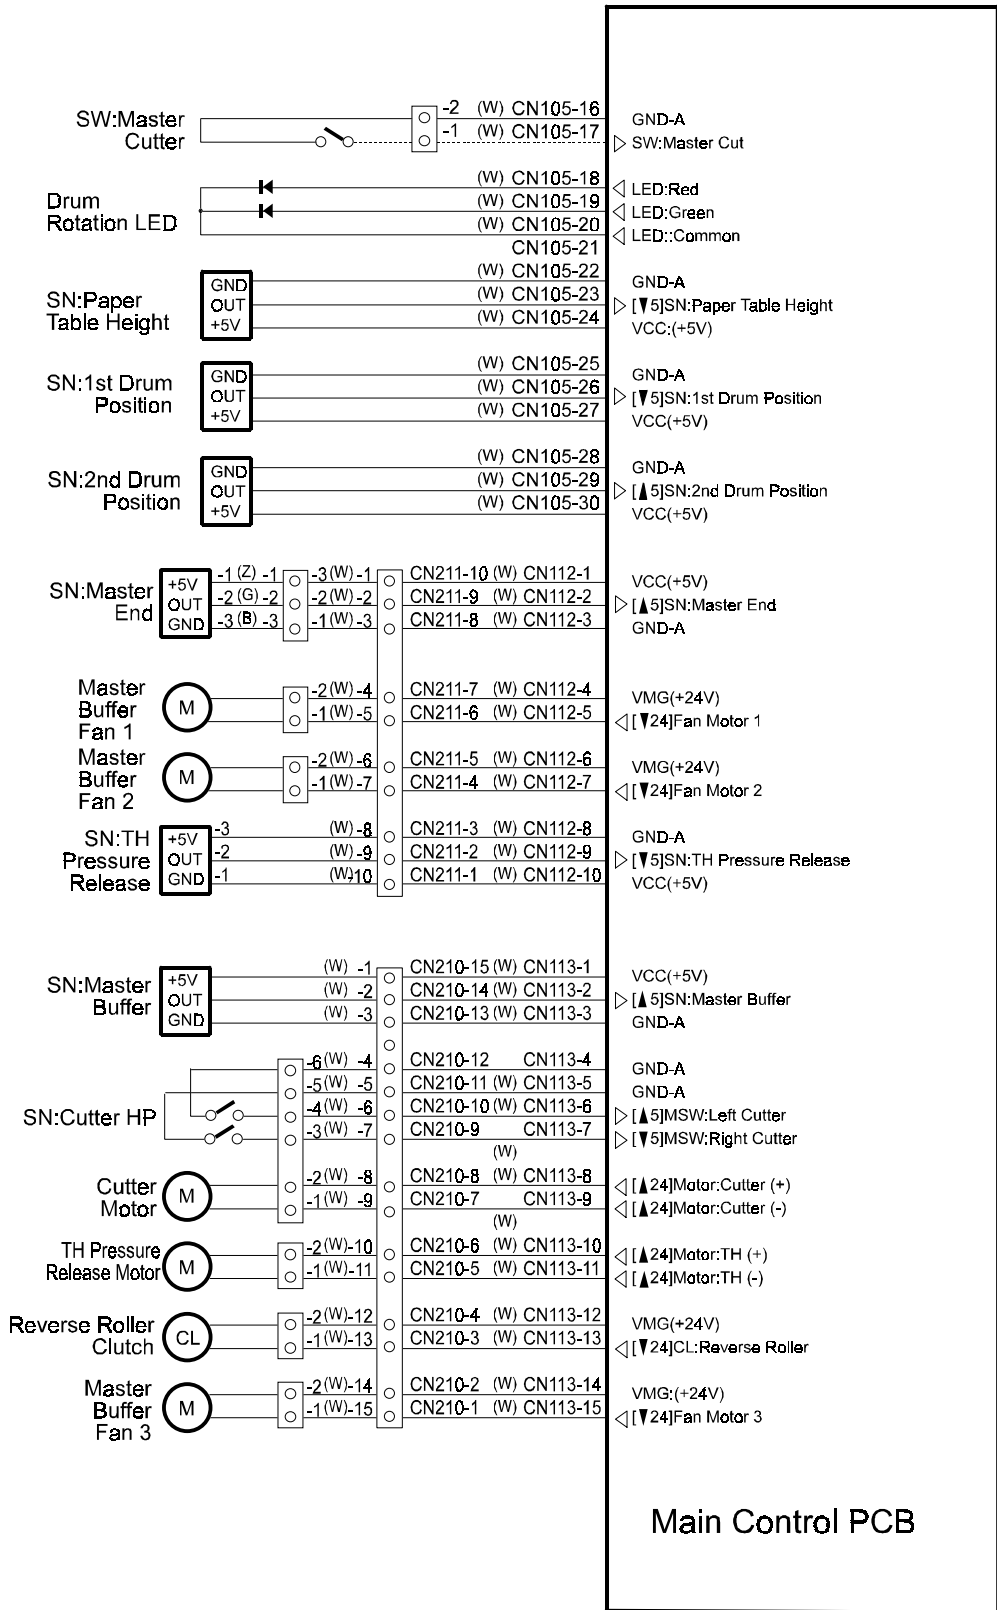 SW:Master
Cutter
-2 (W) CN105-16 GND-A
-1 (W) CN105-17 SW:Master Cut
Drum
Rotation LED
(W) CN105-18 LED:Red
(W) CN105-19 LED:Green
(W) CN105-20 LED::Common
CN105-21
SN:Paper
Table Height
GND (W) CN105-22 GND-A
OUT (W) CN105-23 [▼5]SN:Paper Table Height
+5V (W) CN105-24 VCC:(+5V)
SN:1st Drum
Position
GND (W) CN105-25 GND-A
OUT (W) CN105-26 [▼5]SN:1st Drum Position
+5V (W) CN105-27 VCC(+5V)
SN:2nd Drum
Position
GND (W) CN105-28 GND-A
OUT (W) CN105-29 [▲5]SN:2nd Drum Position
+5V (W) CN105-30 VCC(+5V)
SN:Master
End
+5V -1 (Z) -1 -3 (W) -1 CN211-10 (W) CN112-1 VCC(+5V)
OUT -2 (G) -2 -2 (W) -2 CN211-9 (W) CN112-2 [▲5]SN:Master End
GND -3 (B) -3 -1 (W) -3 CN211-8 (W) CN112-3 GND-A
Master
Buffer
Fan 1
M
-2 (W) -4 CN211-7 (W) CN112-4 VMG(+24V)
-1 (W) -5 CN211-6 (W) CN112-5 [▼24]Fan Motor 1
Master
Buffer
Fan 2
M
-2 (W) -6 CN211-5 (W) CN112-6 VMG(+24V)
-1 (W) -7 CN211-4 (W) CN112-7 [▼24]Fan Motor 2
SN:TH
Pressure
Release
+5V -3 (W) -8 CN211-3 (W) CN112-8 GND-A
OUT -2 (W) -9 CN211-2 (W) CN112-9 [▼5]SN:TH Pressure Release
GND -1 (W)-10 CN211-1 (W) CN112-10 VCC(+5V)
SN:Master
Buffer
+5V (W) -1 CN210-15 (W) CN113-1 VCC(+5V)
OUT (W) -2 CN210-14 (W) CN113-2 [▲5]SN:Master Buffer
GND (W) -3 CN210-13 (W) CN113-3 GND-A
SN:Cutter HP
-6 (W) -4 CN210-12 CN113-4 GND-A
-5 (W) -5 CN210-11 (W) CN113-5 GND-A
-4 (W) -6 CN210-10 (W) CN113-6 [▲5]MSW:Left Cutter
-3 (W) -7 CN210-9 CN113-7 [▼5]MSW:Right Cutter
(W)
Cutter
Motor
M
-2 (W) -8 CN210-8 (W) CN113-8 [▲24]Motor:Cutter (+)
-1 (W) -9 CN210-7 CN113-9 [▲24]Motor:Cutter (-)
(W)
TH Pressure
Release Motor
M
-2 (W)-10 CN210-6 (W) CN113-10 [▲24]Motor:TH (+)
-1 (W)-11 CN210-5 (W) CN113-11 [▲24]Motor:TH (-)
Reverse Roller
Clutch
CL
-2 (W)-12 CN210-4 (W) CN113-12 VMG(+24V)
-1 (W)-13 CN210-3 (W) CN113-13 [▼24]CL:Reverse Roller
Master
Buffer
Fan 3
M
-2 (W)-14 CN210-2 (W) CN113-14 VMG:(+24V)
-1 (W)-15 CN210-1 (W) CN113-15 [▼24]Fan Motor 3
Main Control PCB